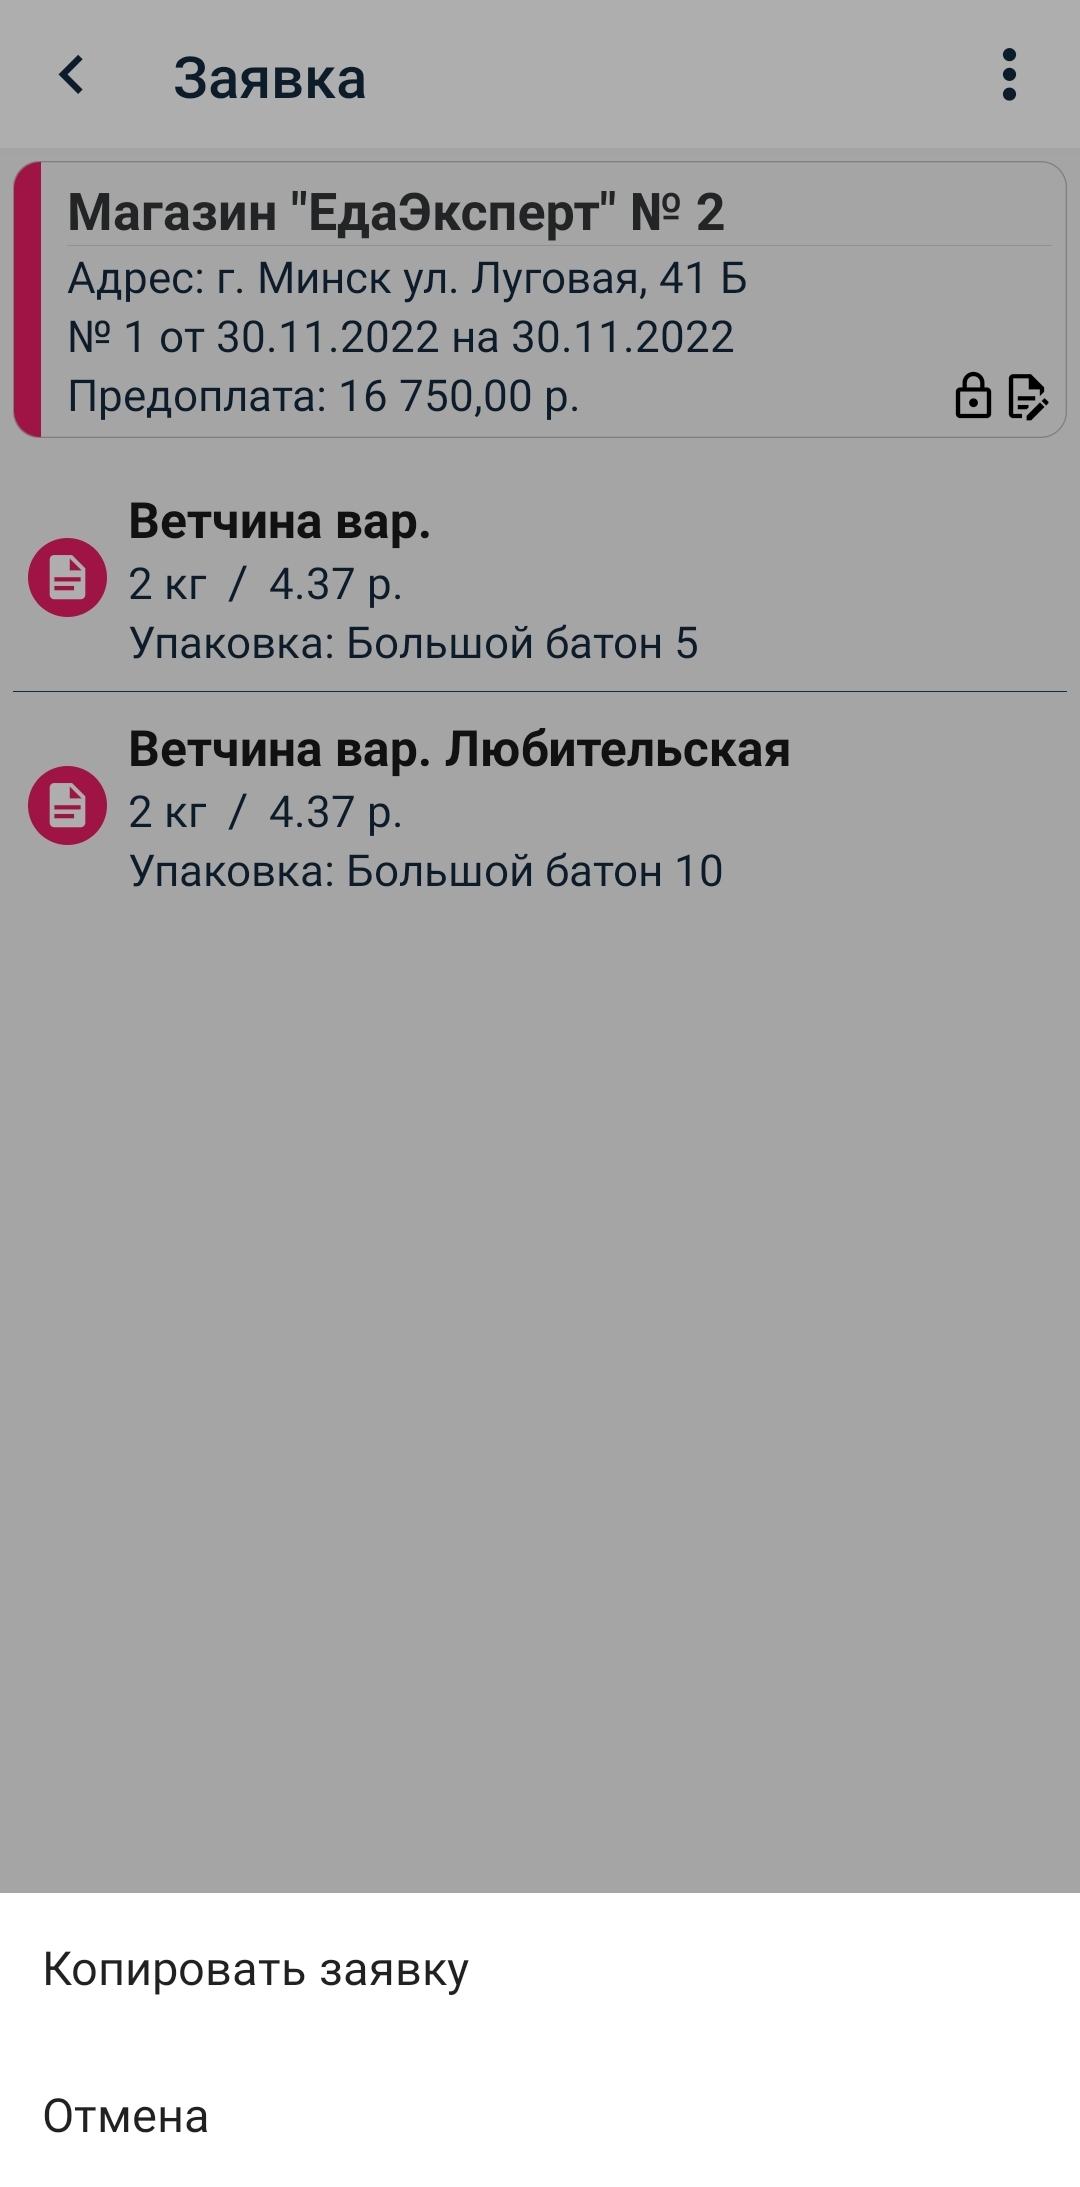 Заявка
Магазин "ЕдаЭксперт" № 2
Адрес: г. Минск ул. Луговая, 41 Б
№ 1 от 30.11.2022 на 30.11.2022
Предоплата: 16 750,00 р.
Ветчина вар.
2 кг / 4.37 р.
Упаковка: Большой батон 5
Ветчина вар. Любительская
2 кг / 4.37 р.
Упаковка: Большой батон 10
Копировать заявку
Отмена